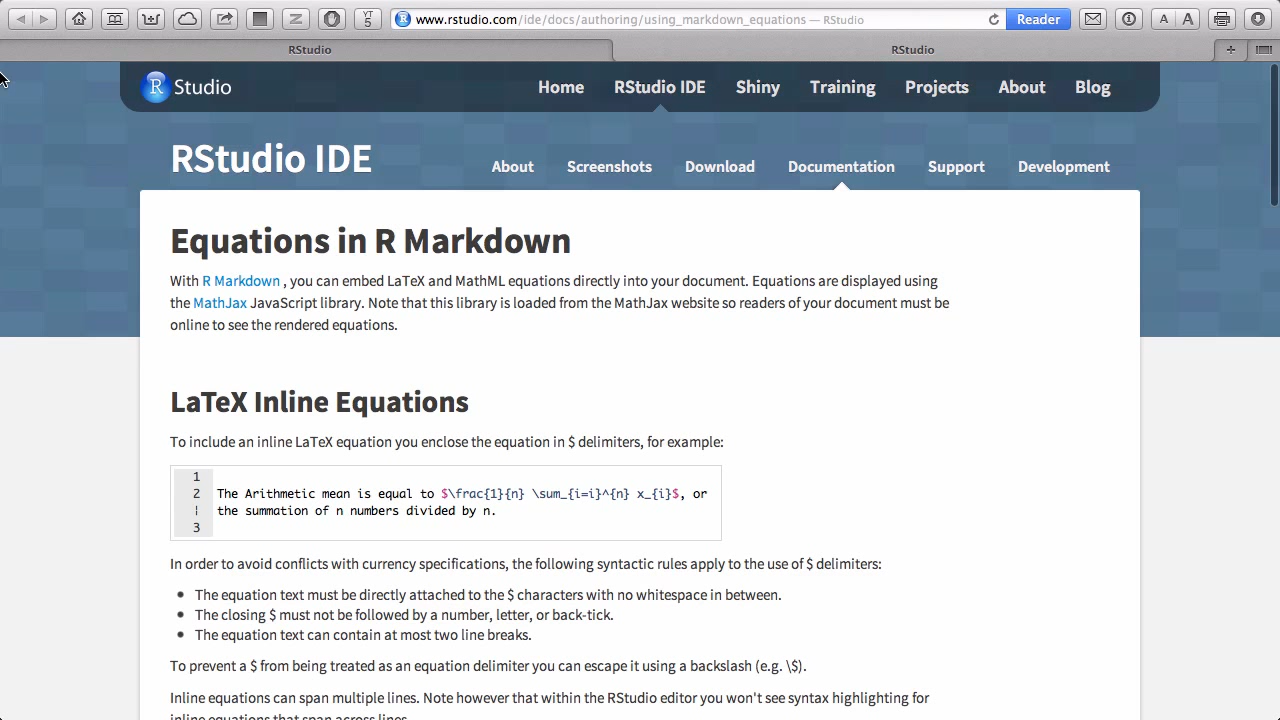 YT
5
www.rstudio.com/ide/docs/authoring/using_markdown_equations — RStudio
Reader
A A
RStudio
RStudio
R Studio
Home RStudio IDE Shiny Training Projects About Blog
RStudio IDE
About Screenshots Download Documentation Support Development
Equations in R Markdown
With R Markdown , you can embed LaTeX and MathML equations directly into your document. Equations are displayed using
the MathJax JavaScript library. Note that this library is loaded from the MathJax website so readers of your document must be
online to see the rendered equations.
LaTeX Inline Equations
To include an inline LaTeX equation you enclose the equation in $ delimiters, for example:
1
2 The Arithmetic mean is equal to $\frac{1}{n} \sum_{i=i}^{n} x_{i}$, or
the summation of n numbers divided by n.
3
In order to avoid conflicts with currency specifications, the following syntactic rules apply to the use of $ delimiters:
• The equation text must be directly attached to the $ characters with no whitespace in between.
• The closing $ must not be followed by a number, letter, or back-tick.
• The equation text can contain at most two line breaks.
To prevent a $ from being treated as an equation delimiter you can escape it using a backslash (e.g. \$).
Inline equations can span multiple lines. Note however that within the RStudio editor you won't see syntax highlighting for
inline equations that span across lines.